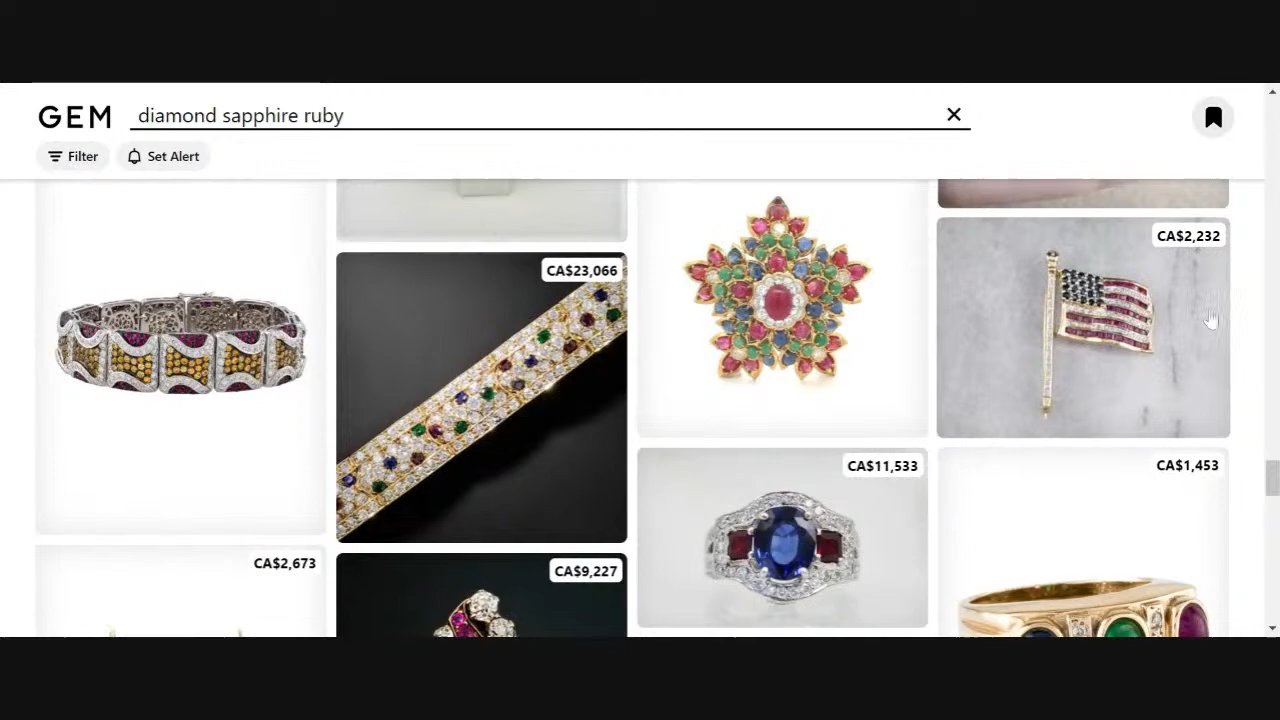 GEM
diamond sapphire ruby
Filter
Set Alert
CA$2,232
CA$23,066
CA$11,533
CA$1,453
CA$2,673
CA$9,227